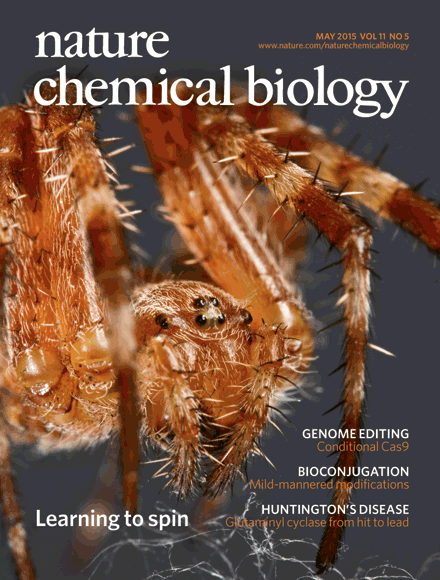 nature
MAY 2015 VOL 11 NO 5
www.nature.com/naturechemicalbiology
chemical biology
GENOME EDITING
Conditional Cas9
BIOCONJUGATION
Mild-mannered modifications
HUNTINGTON'S DISEASE
Glutaminyl cyclase from hit to lead
Learning to spin